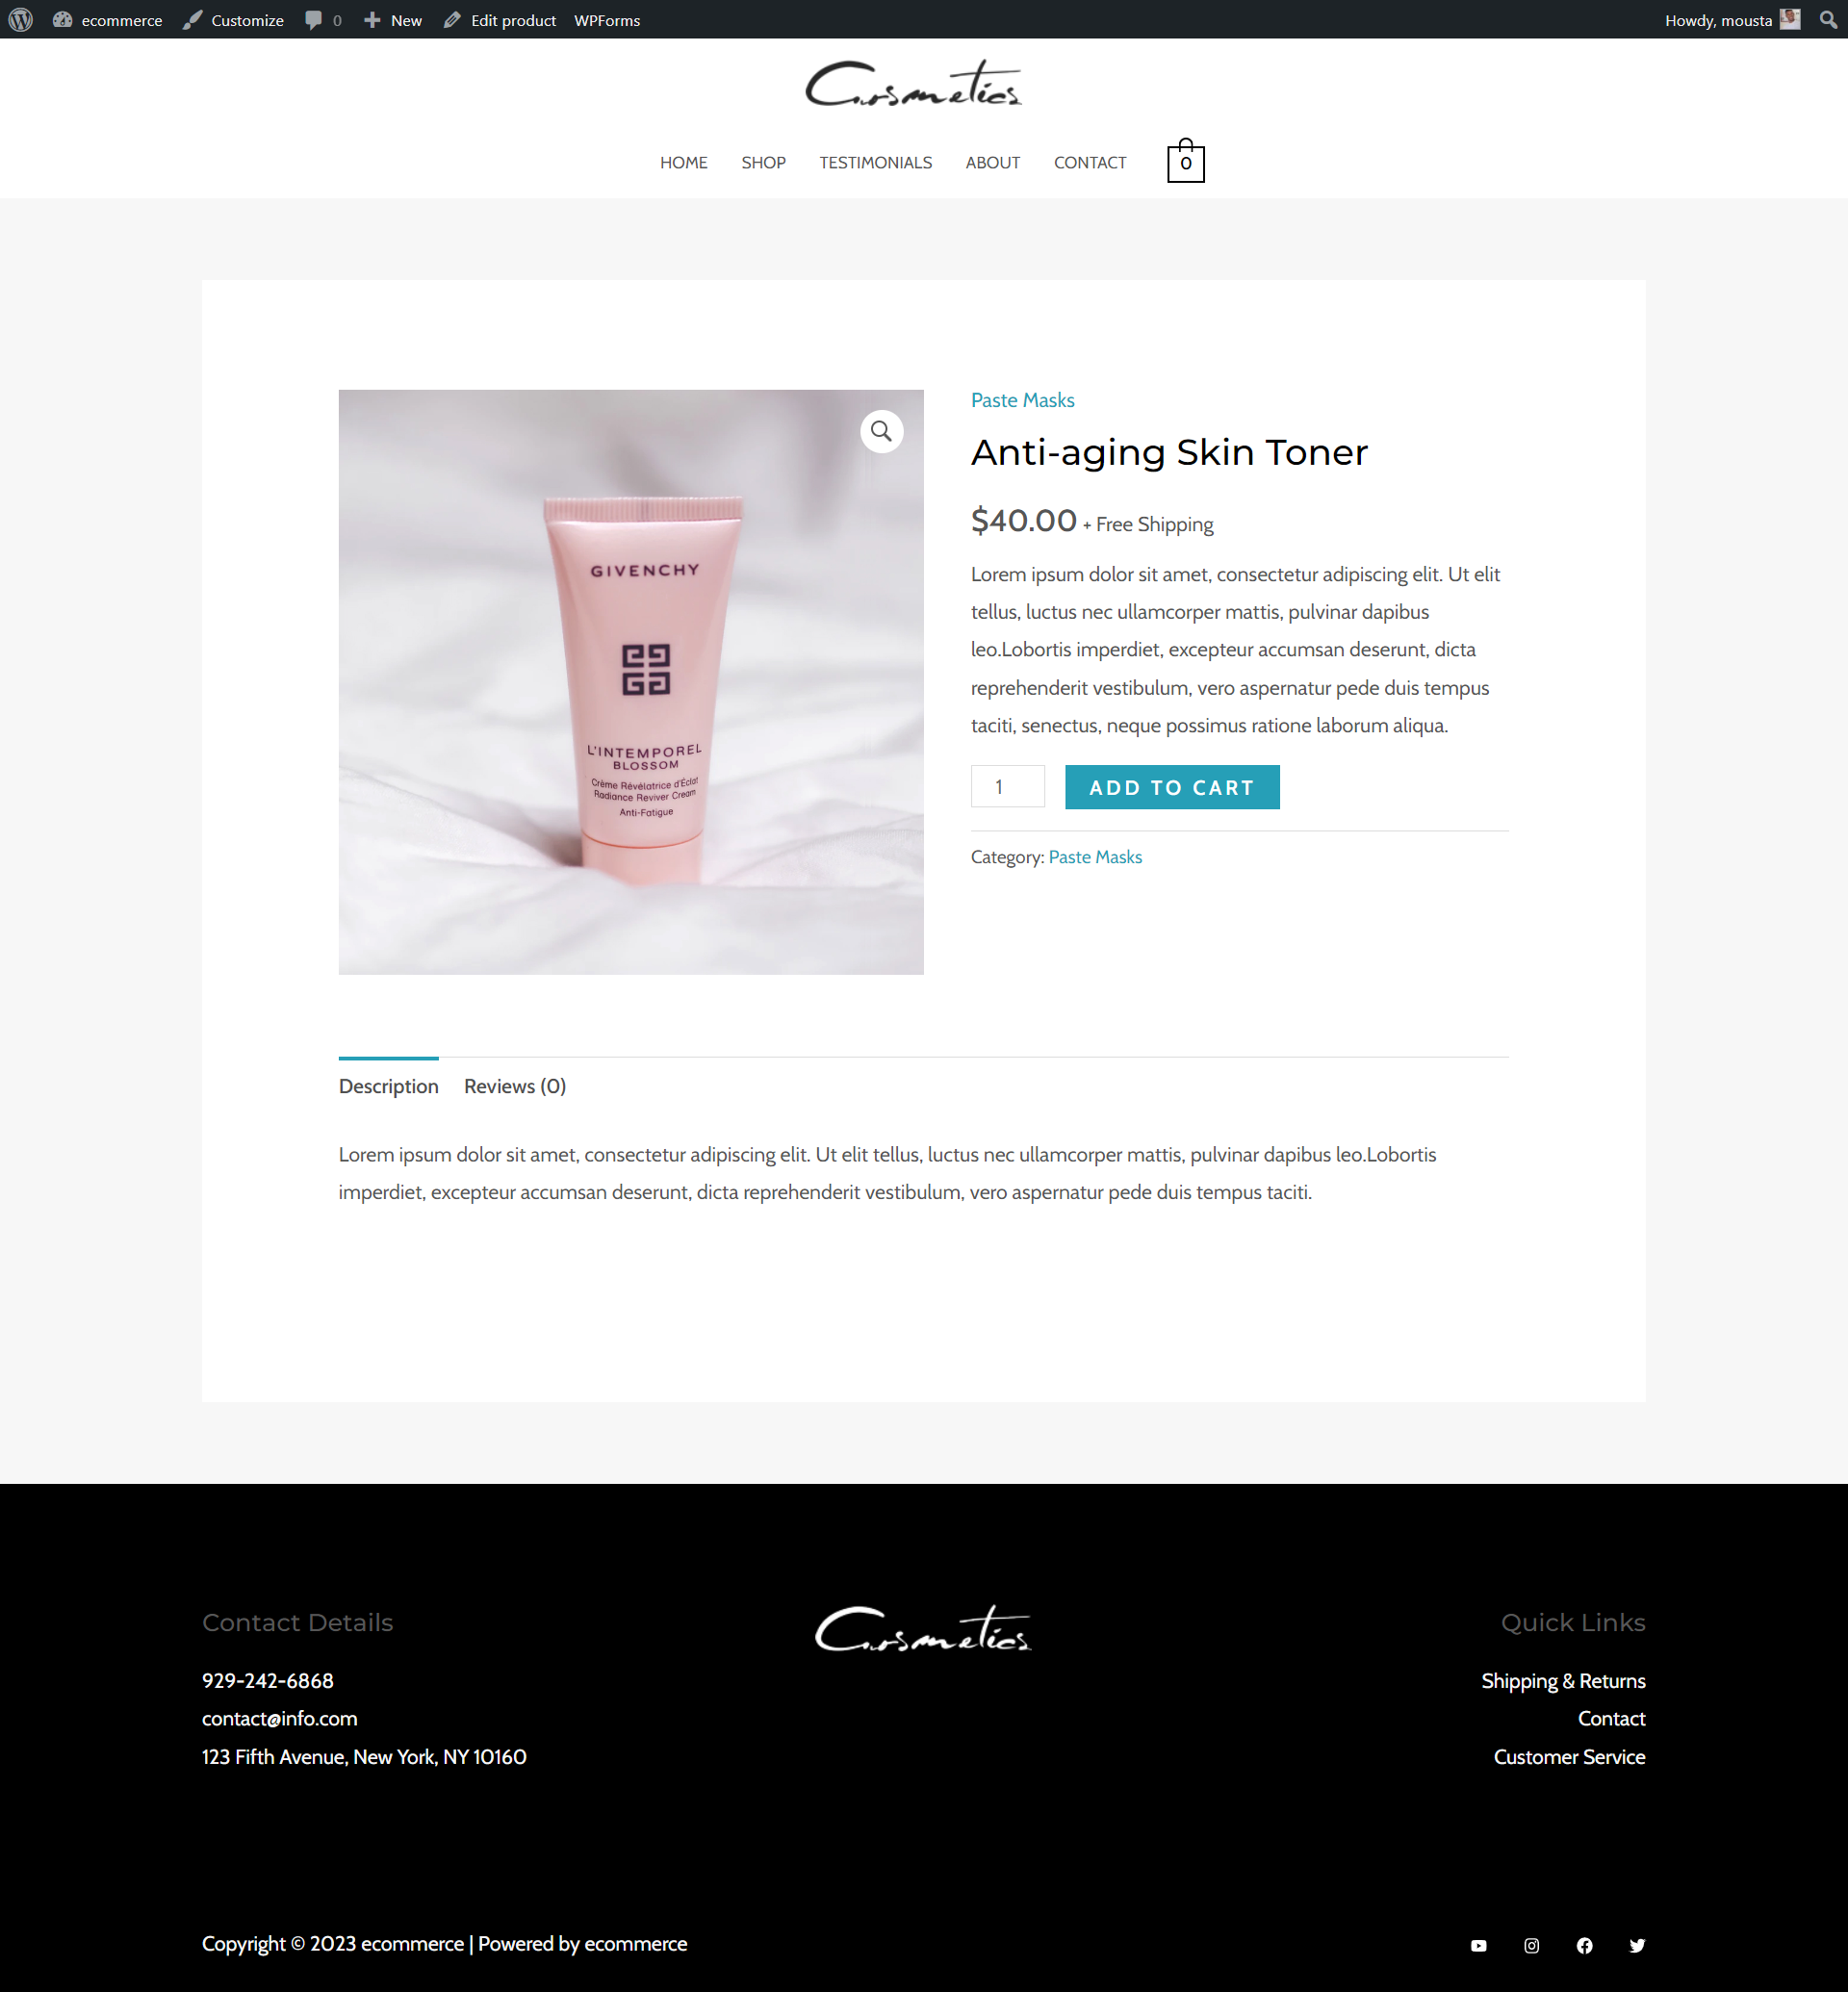 ecommerce Customize 0 New Edit product WPForms Howdy, mousta
Cosmetics
HOME SHOP TESTIMONIALS ABOUT CONTACT 0
Paste Masks
Anti-aging Skin Toner
$40.00 + Free Shipping
Lorem ipsum dolor sit amet, consectetur adipiscing elit. Ut elit
tellus, luctus nec ullamcorper mattis, pulvinar dapibus
leo.Lobortis imperdiet, excepteur accumsan deserunt, dicta
reprehenderit vestibulum, vero aspernatur pede duis tempus
taciti, senectus, neque possimus ratione laborum aliqua.
1 ADD TO CART
Category: Paste Masks
GIVENCHY
L'INTEMPOREL
BLOSSOM
Crème Révélatrice d'Éclat
Radiance Reviver Cream
Anti-Fatigue
Description Reviews (0)
Lorem ipsum dolor sit amet, consectetur adipiscing elit. Ut elit tellus, luctus nec ullamcorper mattis, pulvinar dapibus leo.Lobortis
imperdiet, excepteur accumsan deserunt, dicta reprehenderit vestibulum, vero aspernatur pede duis tempus taciti.
Contact Details
929-242-6868
contact@info.com
123 Fifth Avenue, New York, NY 10160
Cosmetics
Quick Links
Shipping & Returns
Contact
Customer Service
Copyright © 2023 ecommerce | Powered by ecommerce